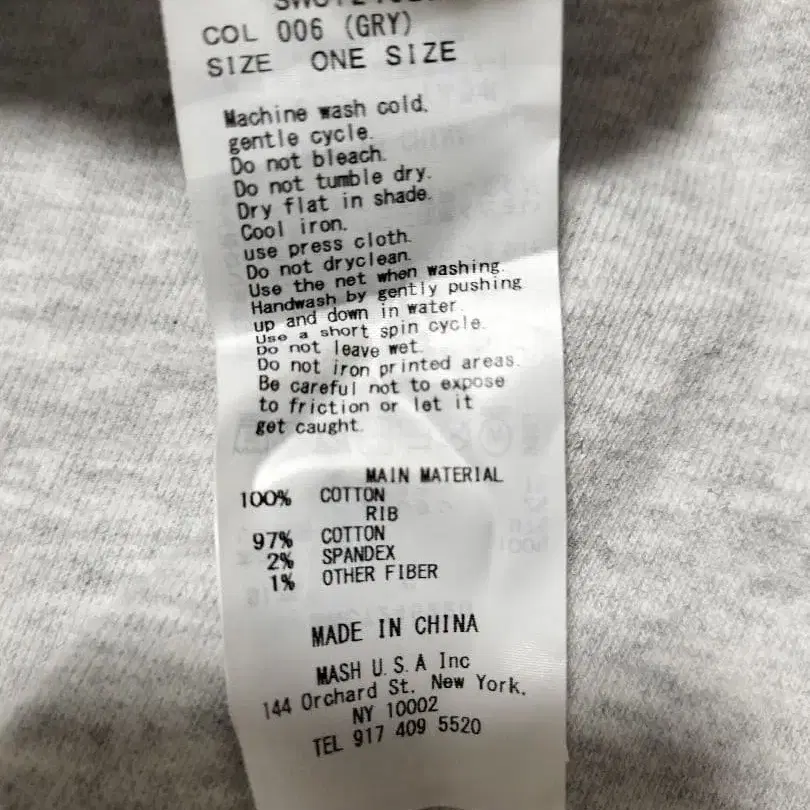 COL 006 (GRY)
SIZE ONE SIZE
Machine wash cold.
gentle cycle.
Do not bleach.
Do not tumble dry.
Dry flat in shade.
Cool iron.
use press cloth.
Do not dryclean.
Use the net when washing.
Handwash by gently pushing
up and down in water.
Use a short spin cycle.
Do not leave wet.
Do not iron printed areas.
Be careful not to expose
to friction or let it
get caught.
MAIN MATERIAL
100% COTTON
RIB
97% COTTON
2% SPANDEX
1% OTHER FIBER
MADE IN CHINA
MASH U.S.A Inc
144 Orchard St. New York.
NY 10002
TEL 917 409 5520